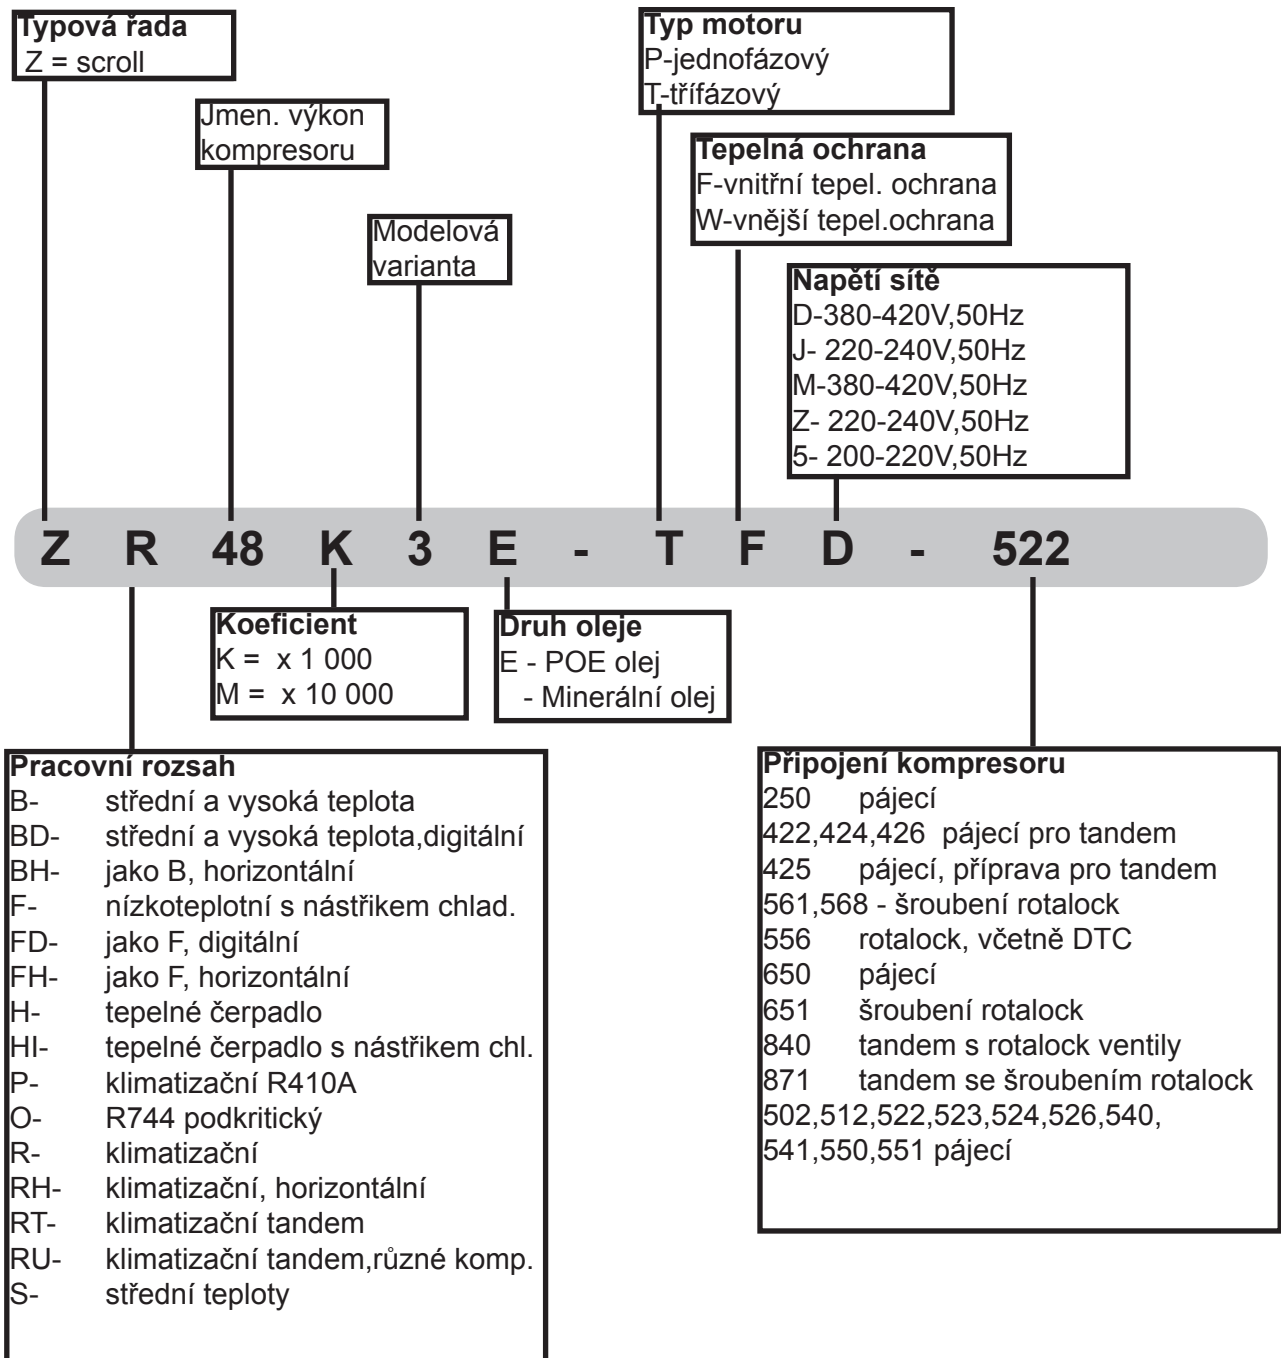 Typová řada
Z = scroll
Typ motoru
P-jednofázový
T-třífázový
Jmen. výkon
kompresoru
Tepelná ochrana
F-vnitřní tepel. ochrana
W-vnější tepel.ochrana
Modelová
varianta
Napětí sítě
D-380-420V,50Hz
J- 220-240V,50Hz
M-380-420V,50Hz
Z- 220-240V,50Hz
5- 200-220V,50Hz
Z R 48 K 3 E - T F D - 522
Koeficient
K = x 1 000
M = x 10 000
Druh oleje
E - POE olej
- Minerální olej
Pracovní rozsah
B- střední a vysoká teplota
BD- střední a vysoká teplota,digitální
BH- jako B, horizontální
F- nízkoteplotní s nástřikem chlad.
FD- jako F, digitální
FH- jako F, horizontální
H- tepelné čerpadlo
HI- tepelné čerpadlo s nástřikem chl.
P- klimatizační R410A
O- R744 podkritický
R- klimatizační
RH- klimatizační, horizontální
RT- klimatizační tandem
RU- klimatizační tandem,různé komp.
S- střední teploty
Připojení kompresoru
250 pájecí
422,424,426 pájecí pro tandem
425 pájecí, příprava pro tandem
561,568 - šroubení rotalock
556 rotalock, včetně DTC
650 pájecí
651 šroubení rotalock
840 tandem s rotalock ventily
871 tandem se šroubením rotalock
502,512,522,523,524,526,540,
541,550,551 pájecí